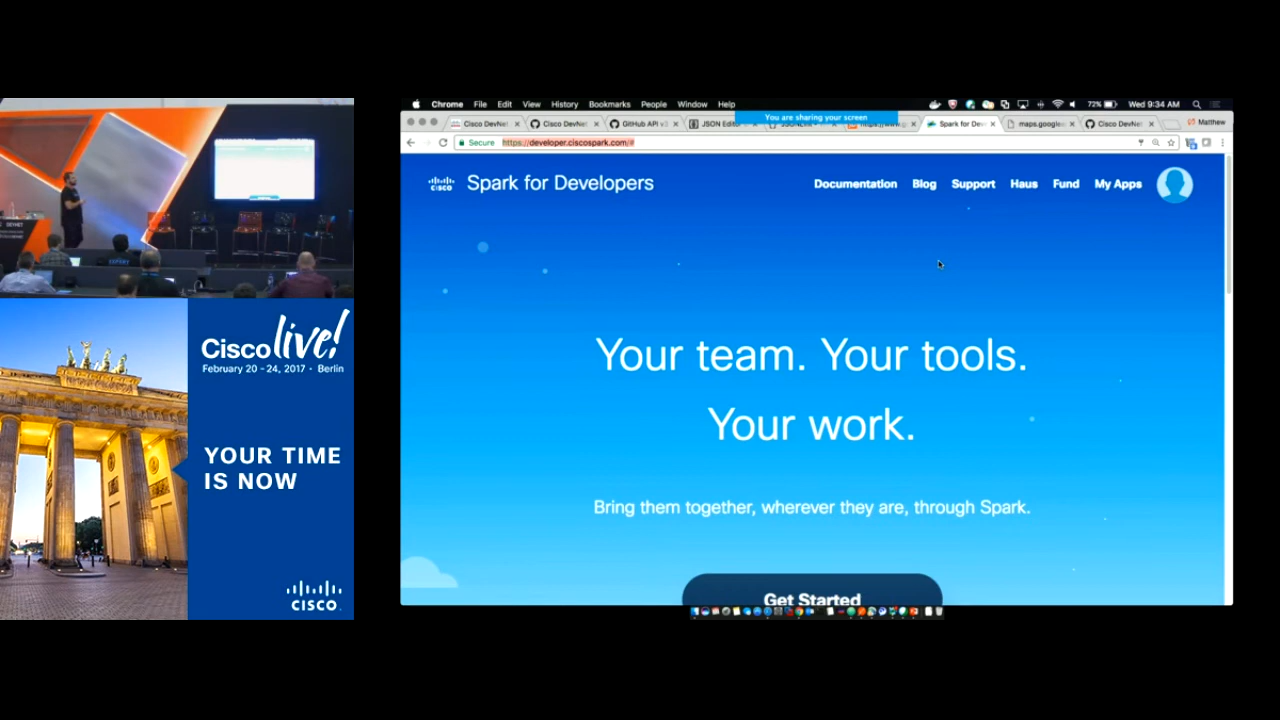 Cisco live!
February 20 - 24, 2017 • Berlin
YOUR TIME
IS NOW
CISCO
Chrome File Edit View History Bookmarks People Window Help
72% Wed 9:34 AM
You are sharing your screen
Cisco DevNet
Cisco DevNet
GitHub API v3
JSON Edito
Spark for Dev
maps.google
Cisco DevNet
Matthew
Secure https://developer.ciscospark.com/#
CISCO
Spark for Developers
Documentation Blog Support Haus Fund My Apps
Your team. Your tools.
Your work.
Bring them together, wherever they are, through Spark.
Get Started